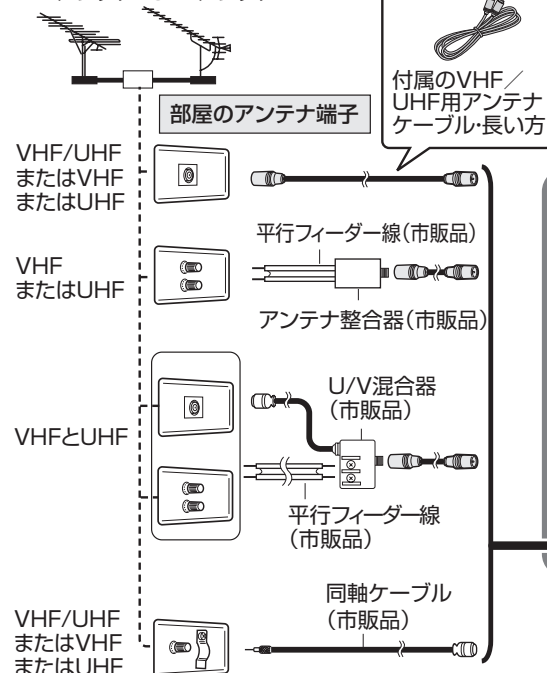 付属のVHF／
UHF用アンテナ
ケーブル・長い方
部屋のアンテナ端子
VHF/UHF
またはVHF
またはUHF
平行フィーダー線(市販品)
VHF
またはUHF
アンテナ整合器(市販品)
U/V混合器
(市販品)
VHFとUHF
平行フィーダー線
(市販品)
同軸ケーブル
(市販品)
VHF/UHF
またはVHF
またはUHF